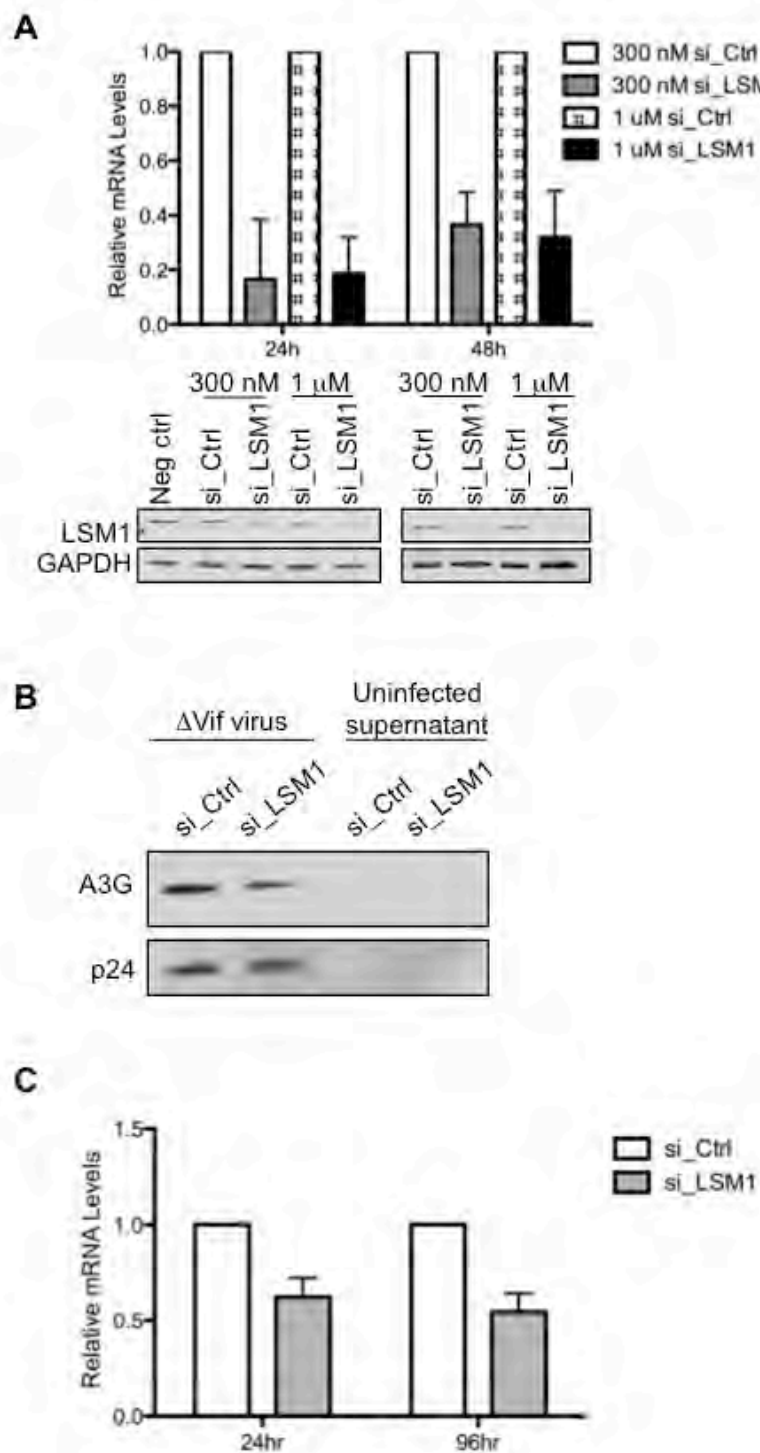 A
Relative mRNA Levels
1.0
0.8
0.6
0.4
0.2
0.0
24h
48h
300 nM si_Ctrl
300 nM si_LSM
1 uM si_Ctrl
1 uM si_LSM1
300 nM
1 μM
300 nM
1 μM
Neg ctrl
si_Ctrl
si_LSM1
si_Ctrl
si_LSM1
si_Ctrl
si_LSM1
si_Ctrl
si_LSM1
LSM1
GAPDH
B
ΔVif virus
Uninfected
supernatant
si_Ctrl
si_LSM1
si_Ctrl
si_LSM1
A3G
p24
C
Relative mRNA Levels
1.5
1.0
0.5
0.0
24hr
96hr
si_Ctrl
si_LSM1